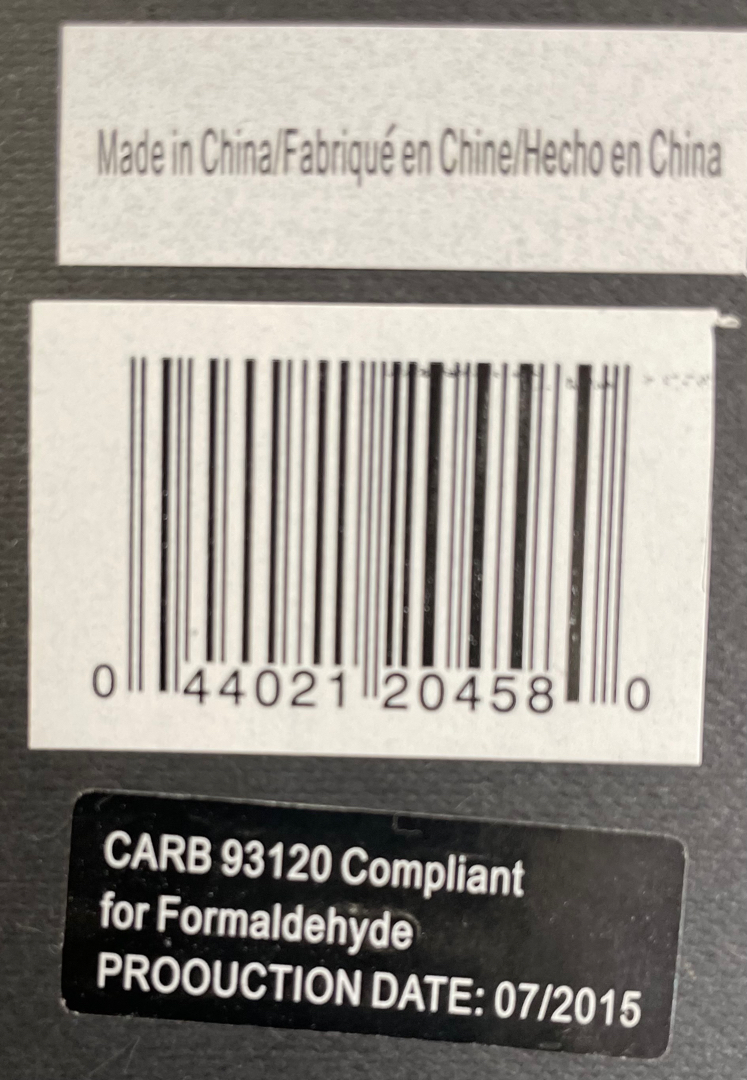 Made in China/Fabriqué en Chine/Hecho en China
0 44021 20458 0
CARB 93120 Compliant
for Formaldehyde
PROOUCTION DATE: 07/2015